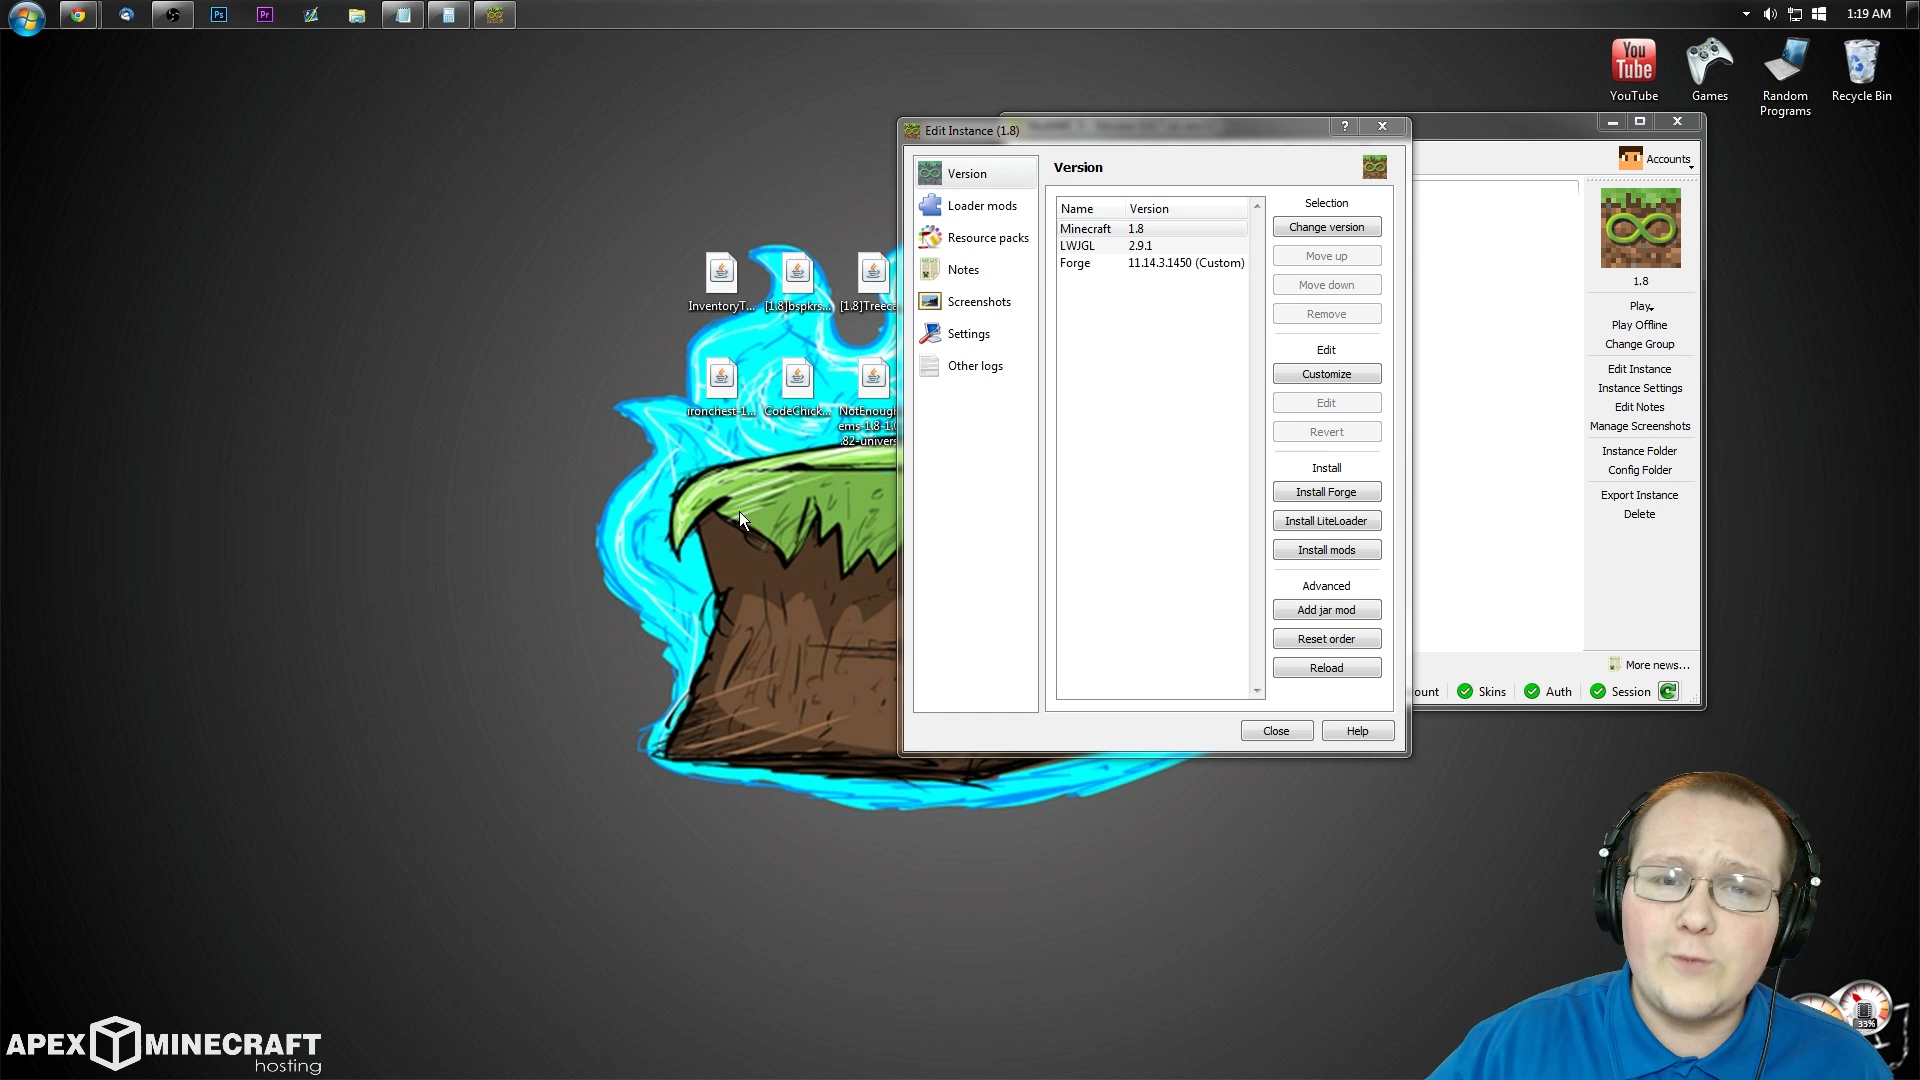 Ps
Pr
1:19 AM
You
Tube
YouTube
Games
Random
Programs
Recycle Bin
Edit Instance (1.8)
?
Accounts
Version
Loader mods
Resource packs
Notes
Screenshots
Settings
Other logs
Version
Name
Version
Minecraft
1.8
LWJGL
2.9.1
Forge
11.14.3.1450 (Custom)
Selection
Change version
Move up
Move down
Remove
Edit
Customize
Edit
Revert
Install
Install Forge
Install LiteLoader
Install mods
Advanced
Add jar mod
Reset order
Reload
Close
Help
1.8
Play
Play Offline
Change Group
Edit Instance
Instance Settings
Edit Notes
Manage Screenshots
Instance Folder
Config Folder
Export Instance
Delete
More news...
ount
Skins
Auth
Session
InventoryT...
[1.8]bspkrs...
[1.8]Treeca
ironchest-1...
CodeChick...
NotEnough
ems-1.8-1.0
.82-univers
33%
APEX MINECRAFT
hosting